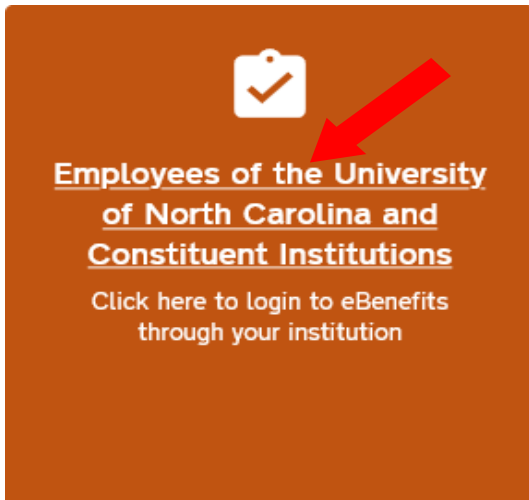 Employees of the University
of North Carolina and
Constituent Institutions
Click here to login to eBenefits
through your institution